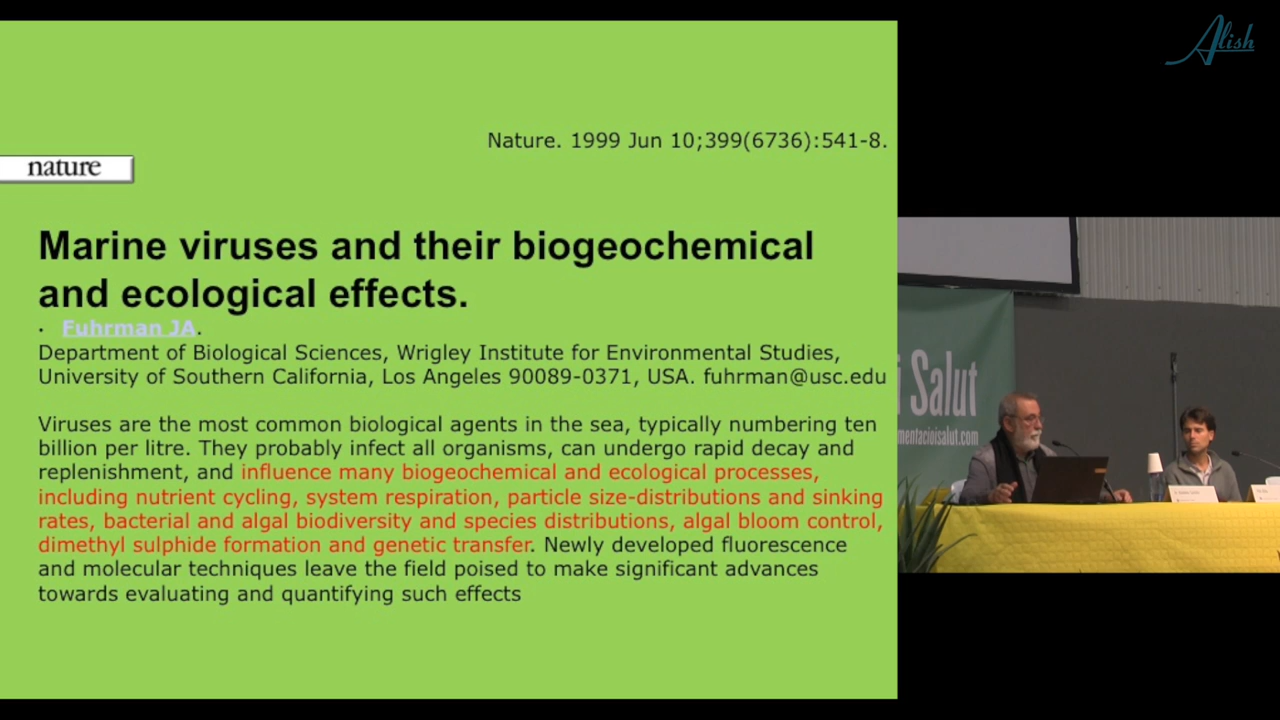 Alish
Nature. 1999 Jun 10;399(6736):541-8.
nature
Marine viruses and their biogeochemical
and ecological effects.
· Fuhrman JA.
Department of Biological Sciences, Wrigley Institute for Environmental Studies,
University of Southern California, Los Angeles 90089-0371, USA. fuhrman@usc.edu
Viruses are the most common biological agents in the sea, typically numbering ten
billion per litre. They probably infect all organisms, can undergo rapid decay and
replenishment, and influence many biogeochemical and ecological processes,
including nutrient cycling, system respiration, particle size-distributions and sinking
rates, bacterial and algal biodiversity and species distributions, algal bloom control,
dimethyl sulphide formation and genetic transfer. Newly developed fluorescence
and molecular techniques leave the field poised to make significant advances
towards evaluating and quantifying such effects
i Salut
mentacioisalut.com